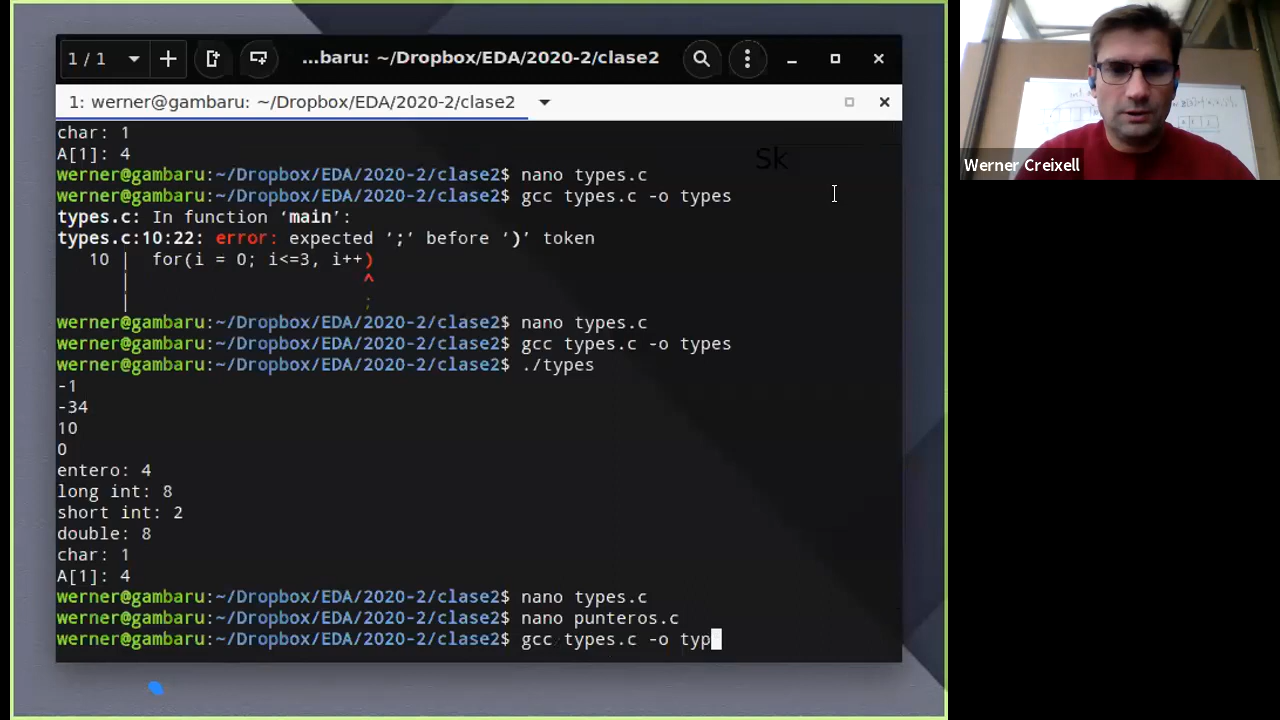 1 / 1
...baru: ~/Dropbox/EDA/2020-2/clase2
1: werner@gambaru: ~/Dropbox/EDA/2020-2/clase2
char: 1
A[1]: 4
Sk
werner@gambaru:~/Dropbox/EDA/2020-2/clase2$ nano types.c
werner@gambaru:~/Dropbox/EDA/2020-2/clase2$ gcc types.c -o types
types.c: In function ‘main’:
types.c:10:22: error: expected ‘;’ before ‘)’ token
10 | for(i = 0; i<=3, i++)
| ^
| ;
werner@gambaru:~/Dropbox/EDA/2020-2/clase2$ nano types.c
werner@gambaru:~/Dropbox/EDA/2020-2/clase2$ gcc types.c -o types
werner@gambaru:~/Dropbox/EDA/2020-2/clase2$ ./types
-1
-34
10
0
entero: 4
long int: 8
short int: 2
double: 8
char: 1
A[1]: 4
werner@gambaru:~/Dropbox/EDA/2020-2/clase2$ nano types.c
werner@gambaru:~/Dropbox/EDA/2020-2/clase2$ nano punteros.c
werner@gambaru:~/Dropbox/EDA/2020-2/clase2$ gcc types.c -o typ
Werner Creixell